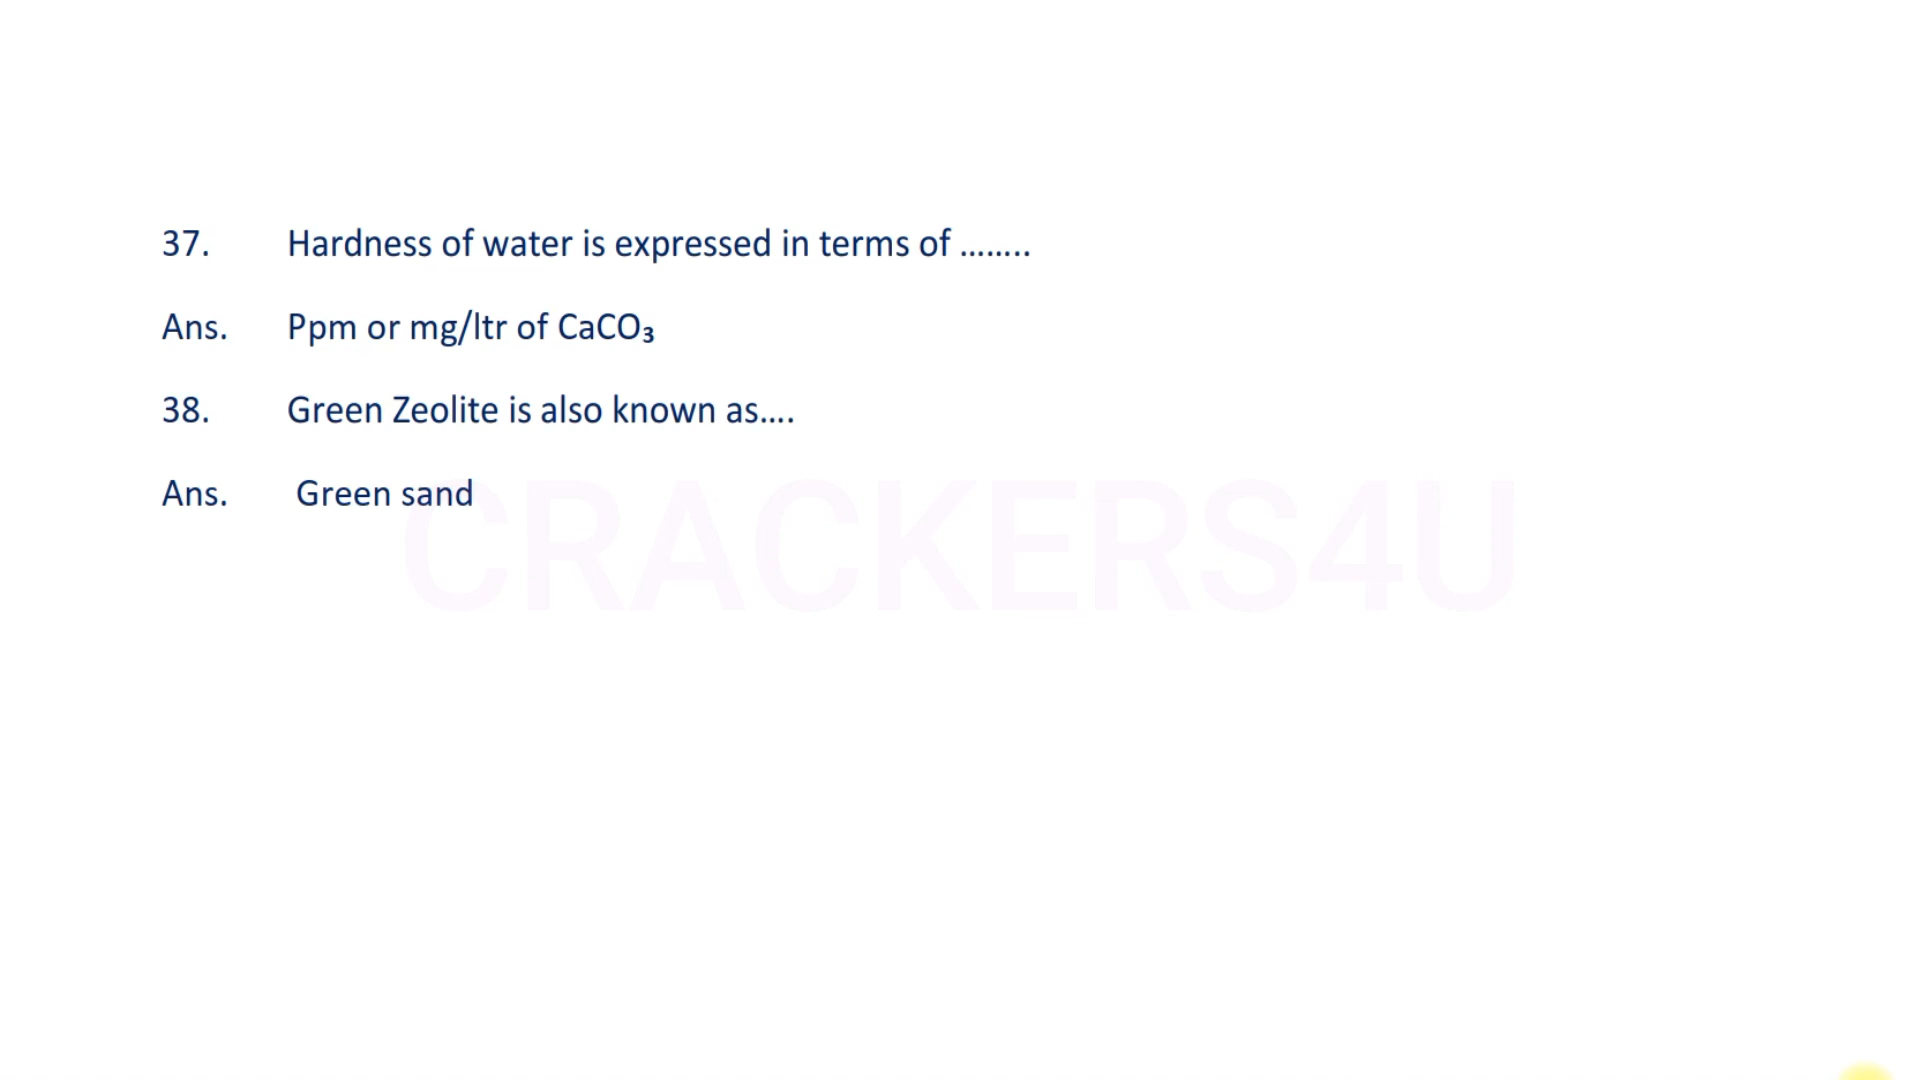 37. Hardness of water is expressed in terms of ........
Ans. Ppm or mg/ltr of CaCO₃
38. Green Zeolite is also known as....
Ans. Green sand
CRACKERS4U